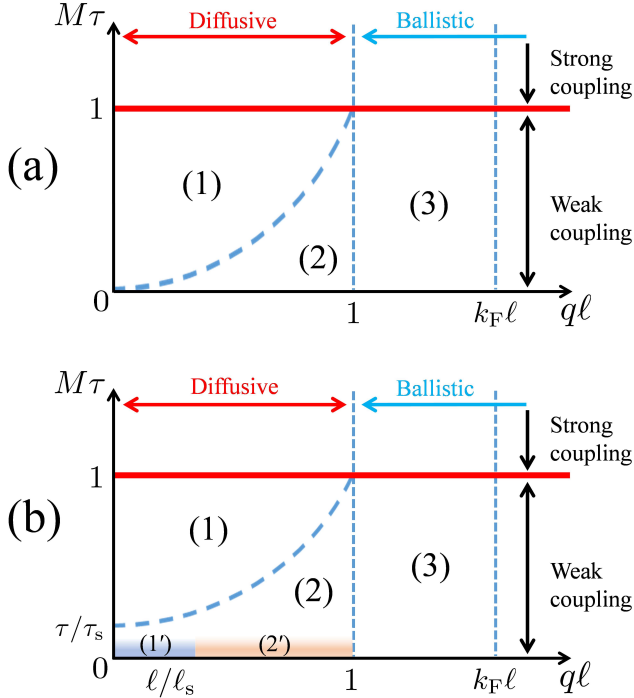 Mτ
Diffusive
Ballistic
Strong
coupling
1
(a)
(1)
(2)
(3)
Weak
coupling
0
1
k_Fℓ
qℓ
Mτ
Diffusive
Ballistic
Strong
coupling
1
(b)
(1)
(2)
(3)
Weak
coupling
τ/τ_s
(1′)
(2′)
0
ℓ/ℓ_s
1
k_Fℓ
qℓ